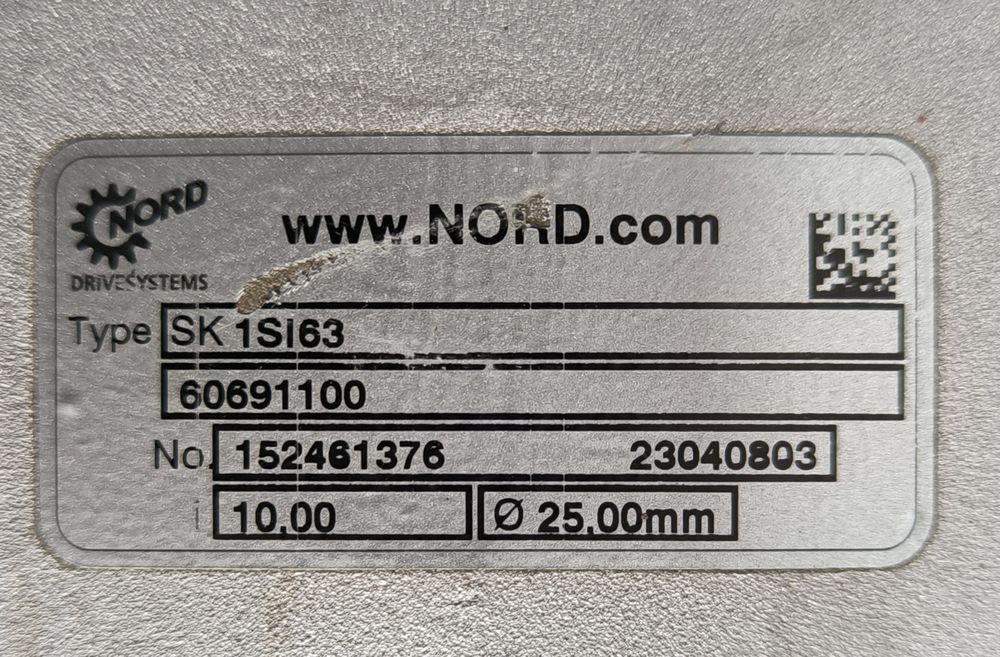 NORD
DRIVESYSTEMS
www.NORD.com
Type SK 1SI63
60691100
No. 152461376 23040803
i 10,00 Ø 25,00mm